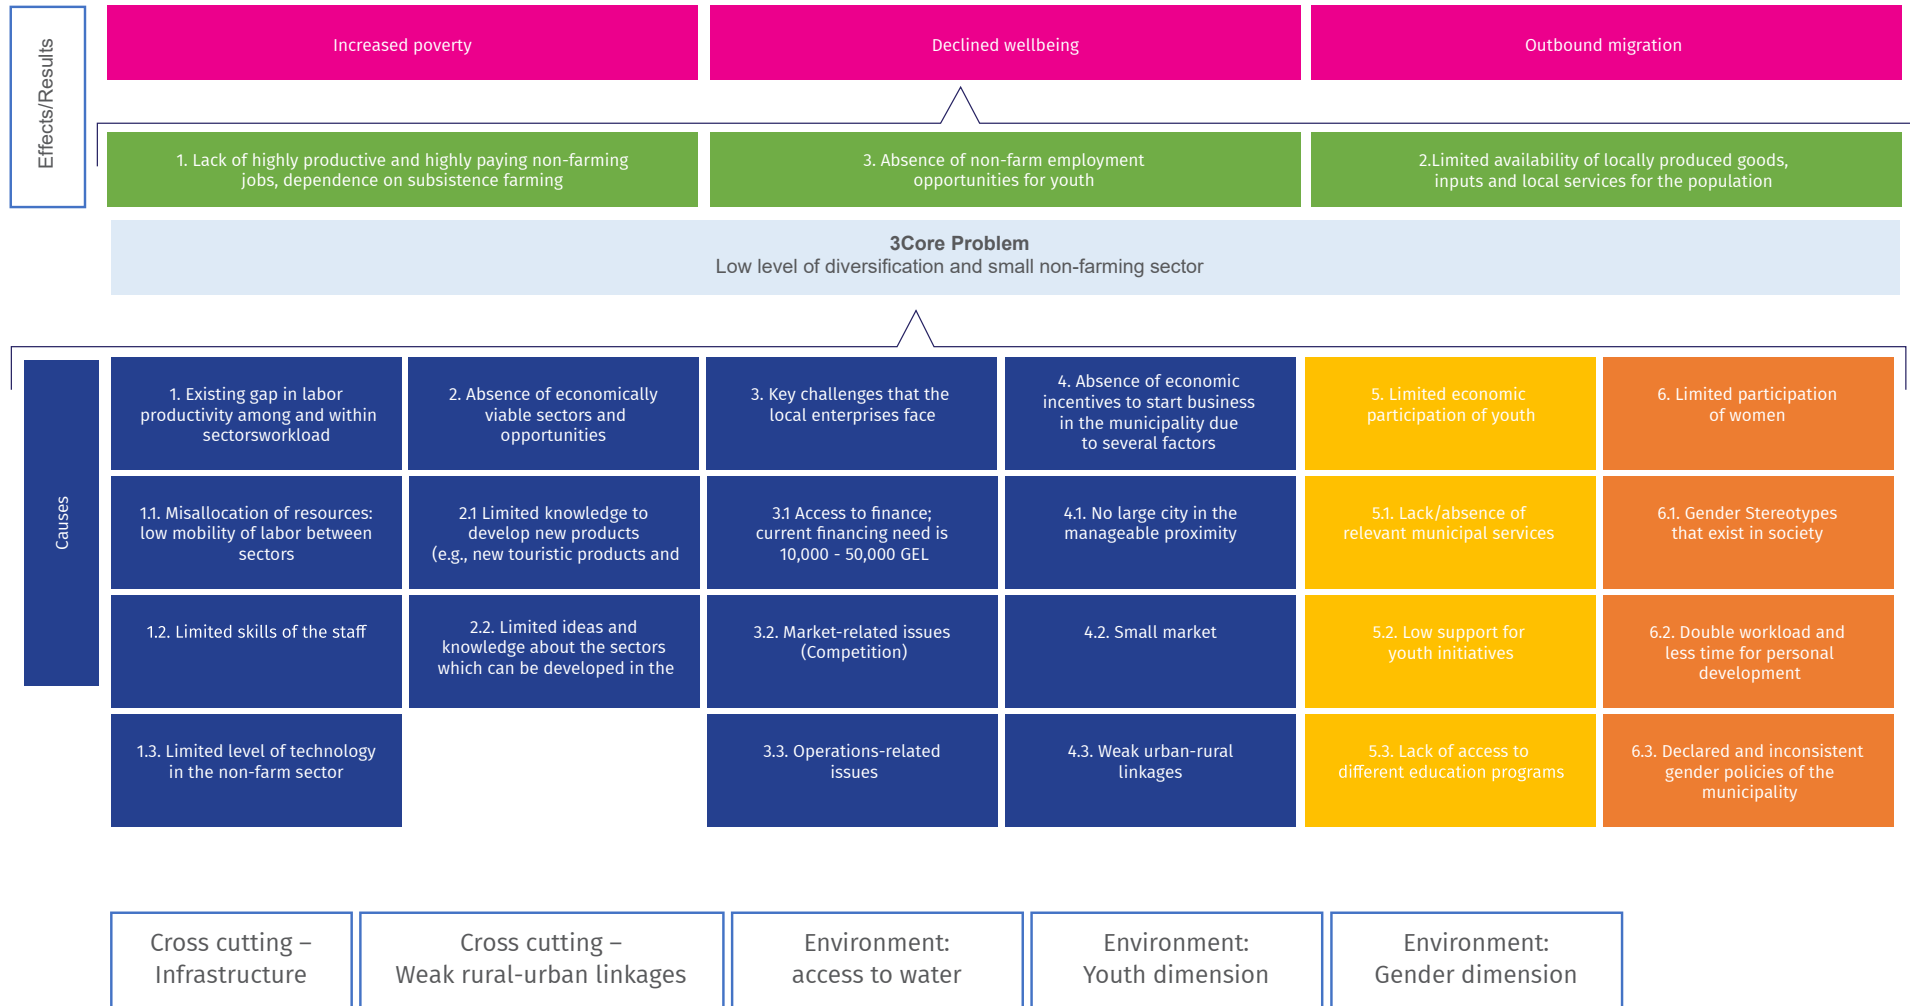 Effects/Results
Increased poverty
Declined wellbeing
Outbound migration
1. Lack of highly productive and highly paying non-farming
jobs, dependence on subsistence farming
3. Absence of non-farm employment
opportunities for youth
2.Limited availability of locally produced goods,
inputs and local services for the population
3Core Problem
Low level of diversification and small non-farming sector
Causes
1. Existing gap in labor
productivity among and within
sectorsworkload
2. Absence of economically
viable sectors and
opportunities
3. Key challenges that the
local enterprises face
4. Absence of economic
incentives to start business
in the municipality due
to several factors
5. Limited economic
participation of youth
6. Limited participation
of women
1.1. Misallocation of resources:
low mobility of labor between
sectors
2.1 Limited knowledge to
develop new products
(e.g., new touristic products and
3.1 Access to finance;
current financing need is
10,000 - 50,000 GEL
4.1. No large city in the
manageable proximity
5.1. Lack/absence of
relevant municipal services
6.1. Gender Stereotypes
that exist in society
1.2. Limited skills of the staff
2.2. Limited ideas and
knowledge about the sectors
which can be developed in the
3.2. Market-related issues
(Competition)
4.2. Small market
5.2. Low support for
youth initiatives
6.2. Double workload and
less time for personal
development
1.3. Limited level of technology
in the non-farm sector
3.3. Operations-related
issues
4.3. Weak urban-rural
linkages
5.3. Lack of access to
different education programs
6.3. Declared and inconsistent
gender policies of the
municipality
Cross cutting –
Infrastructure
Cross cutting –
Weak rural-urban linkages
Environment:
access to water
Environment:
Youth dimension
Environment:
Gender dimension